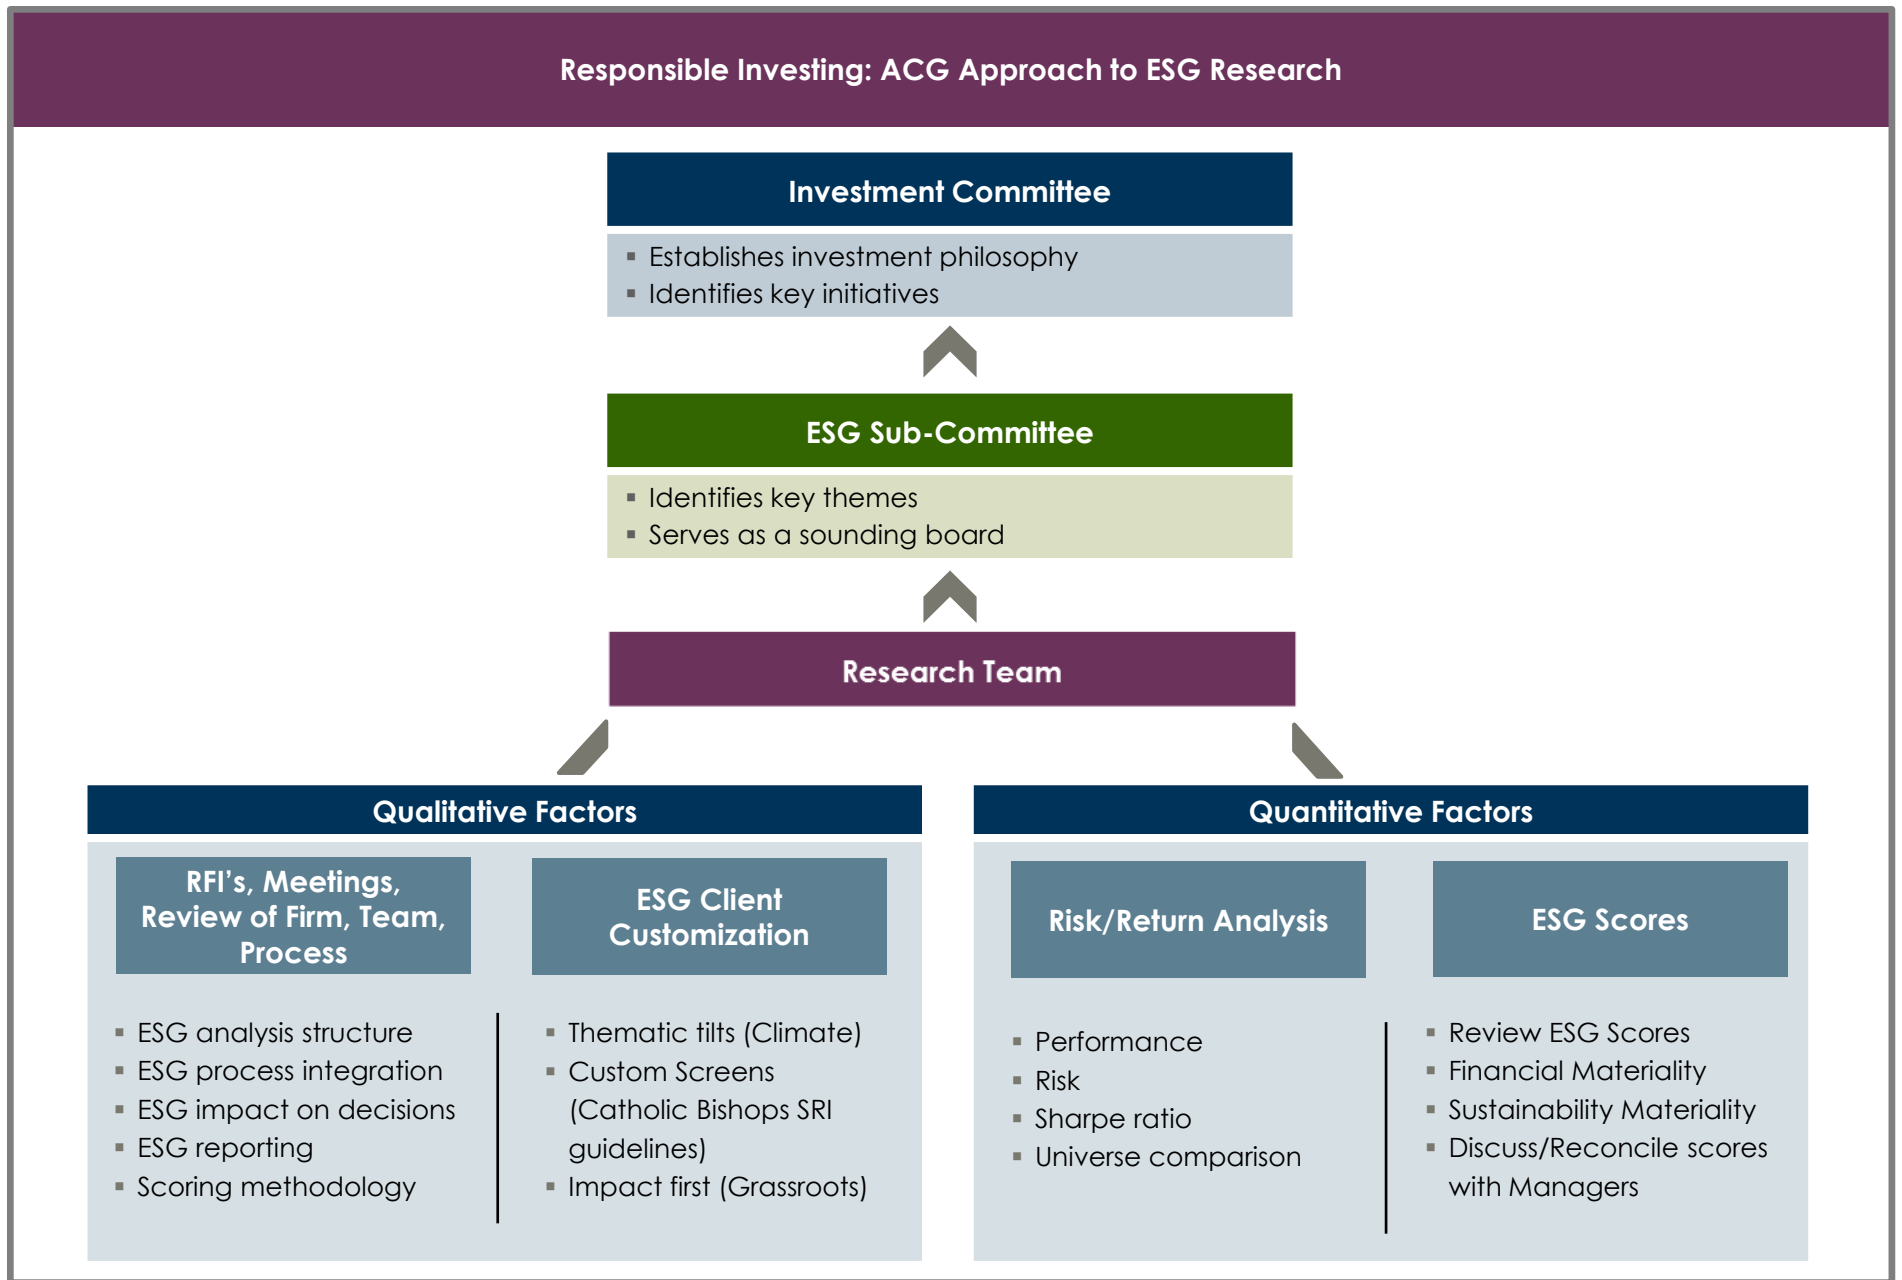 Responsible Investing: ACG Approach to ESG Research
Investment Committee
▪ Establishes investment philosophy
▪ Identifies key initiatives
ESG Sub-Committee
▪ Identifies key themes
▪ Serves as a sounding board
Research Team
Qualitative Factors
RFI's, Meetings,
Review of Firm, Team,
Process
▪ ESG analysis structure
▪ ESG process integration
▪ ESG impact on decisions
▪ ESG reporting
▪ Scoring methodology
ESG Client
Customization
▪ Thematic tilts (Climate)
▪ Custom Screens
(Catholic Bishops SRI
guidelines)
▪ Impact first (Grassroots)
Quantitative Factors
Risk/Return Analysis
▪ Performance
▪ Risk
▪ Sharpe ratio
▪ Universe comparison
ESG Scores
▪ Review ESG Scores
▪ Financial Materiality
▪ Sustainability Materiality
▪ Discuss/Reconcile scores
with Managers